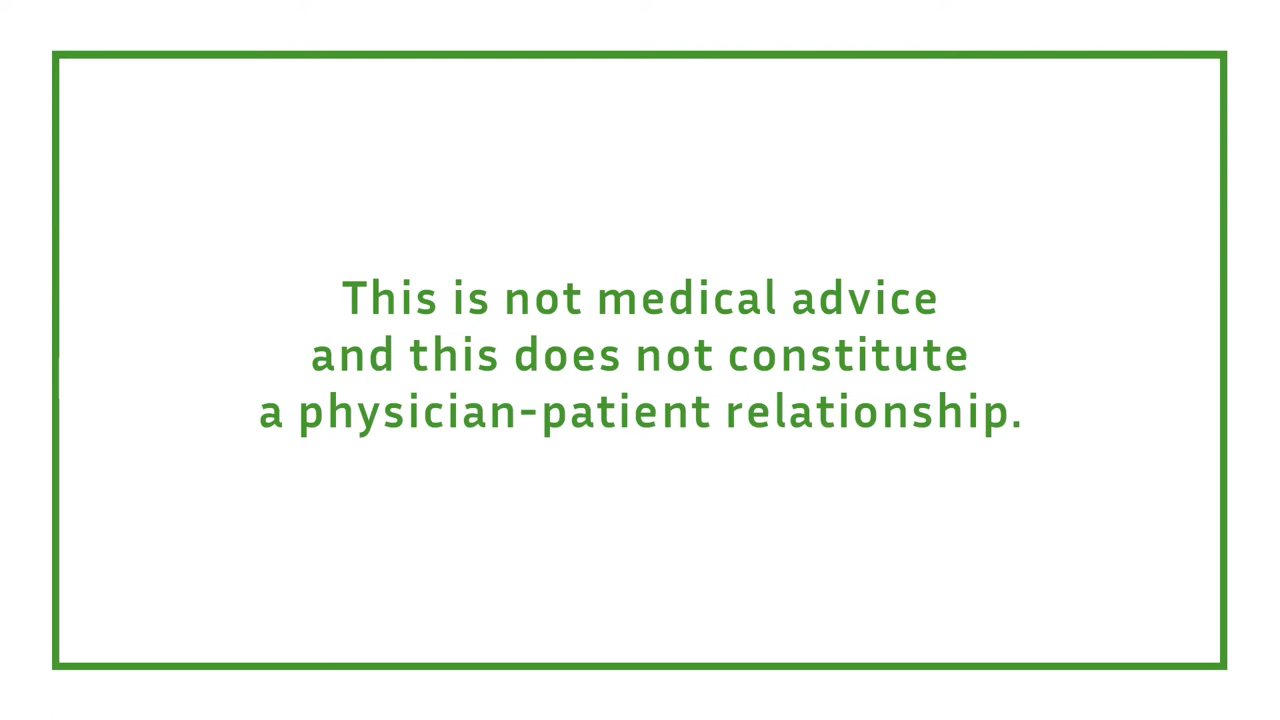 This is not medical advice
and this does not constitute
a physician-patient relationship.